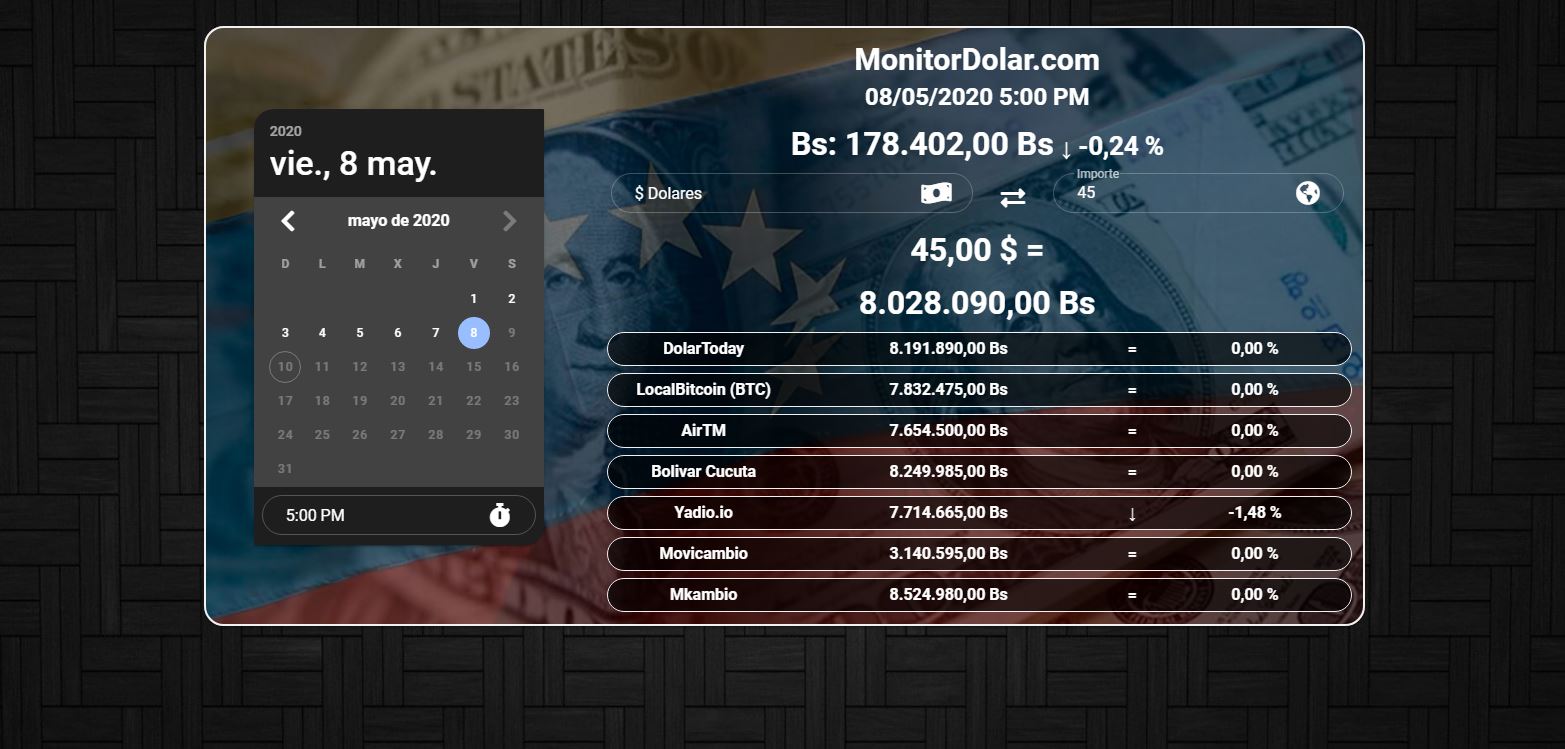 STATES
2020
vie., 8 may.
mayo de 2020
D L M X J V S
1 2
3 4 5 6 7 8 9
10 11 12 13 14 15 16
17 18 19 20 21 22 23
24 25 26 27 28 29 30
31
5:00 PM
MonitorDolar.com
08/05/2020 5:00 PM
Bs: 178.402,00 Bs ↓ -0,24 %
$ Dolares
Importe
45
45,00 $ =
8.028.090,00 Bs
DolarToday 8.191.890,00 Bs = 0,00 %
LocalBitcoin (BTC) 7.832.475,00 Bs = 0,00 %
AirTM 7.654.500,00 Bs = 0,00 %
Bolivar Cucuta 8.249.985,00 Bs = 0,00 %
Yadio.io 7.714.665,00 Bs ↓ -1,48 %
Movicambio 3.140.595,00 Bs = 0,00 %
Mkambio 8.524.980,00 Bs = 0,00 %